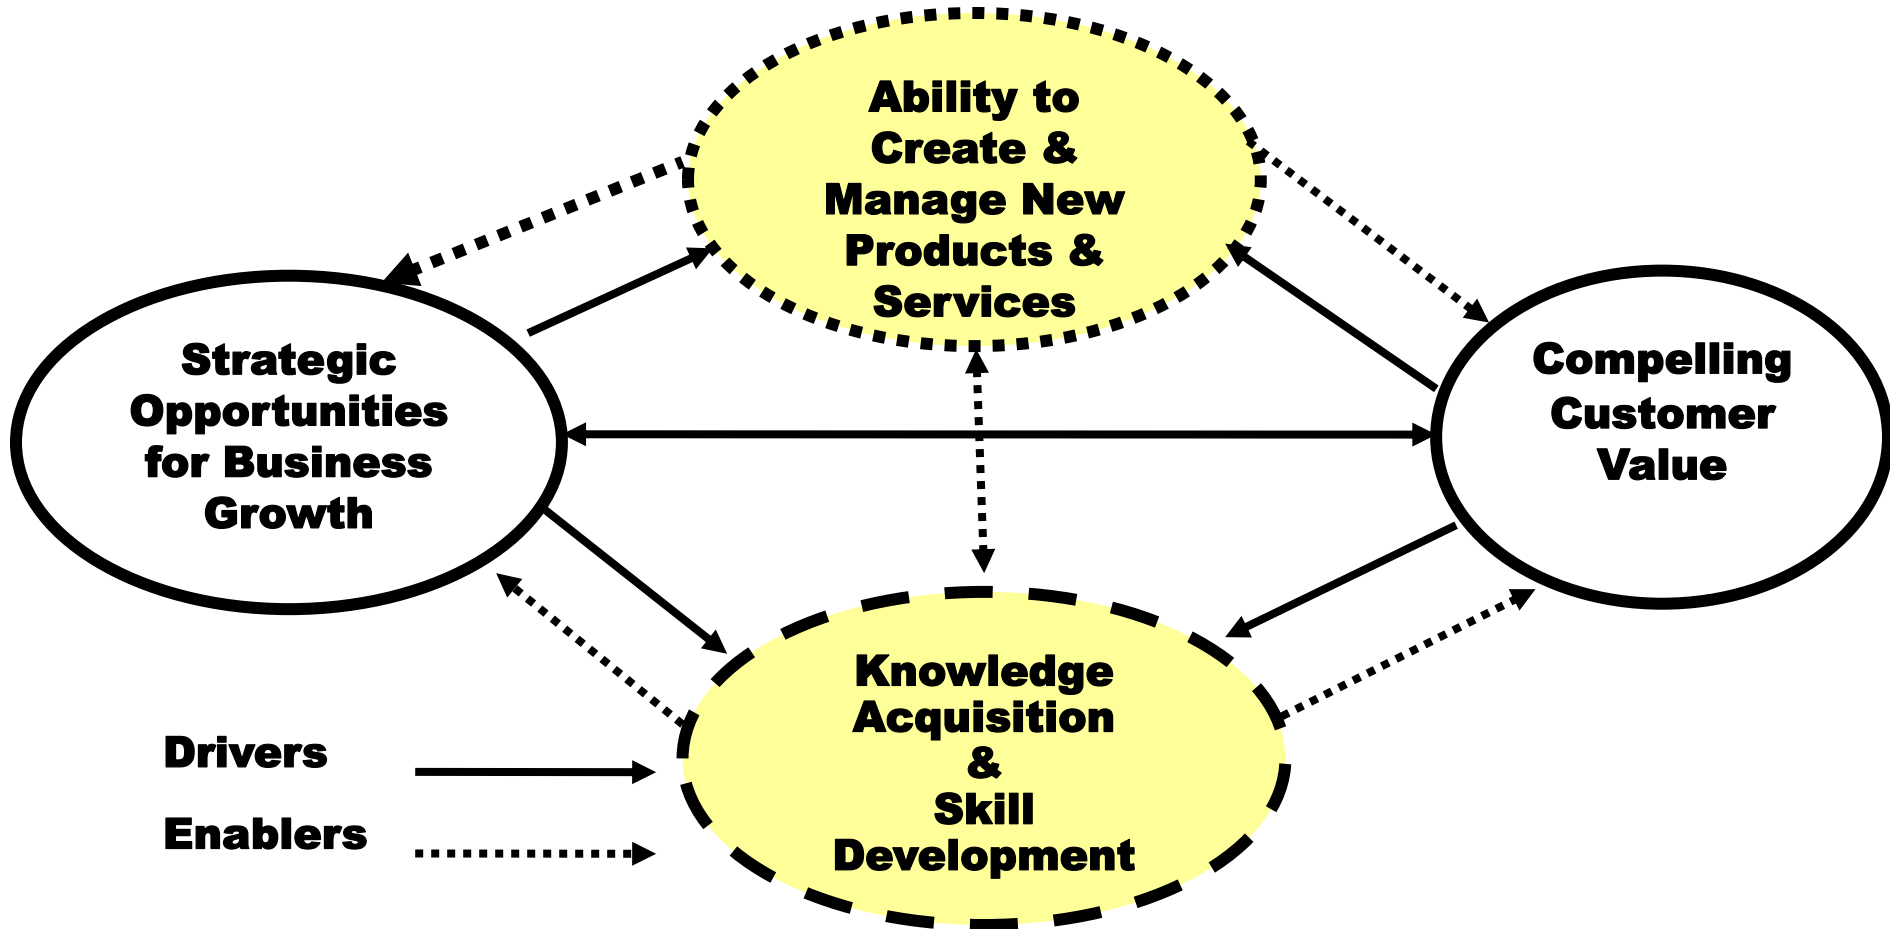 Ability to
Create &
Manage New
Products &
Services
Strategic
Opportunities
for Business
Growth
Compelling
Customer
Value
Knowledge
Acquisition
&
Skill
Development
Drivers
Enablers